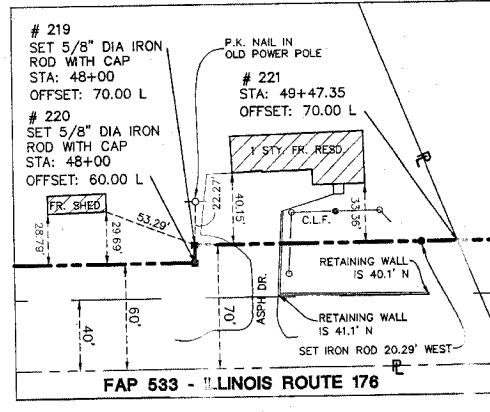 # 219
SET 5/8" DIA IRON
ROD WITH CAP
STA: 48+00
OFFSET: 70.00 L
# 220
SET 5/8" DIA IRON
ROD WITH CAP
STA: 48+00
OFFSET: 60.00 L
P.K. NAIL IN
OLD POWER POLE
# 221
STA: 49+47.35
OFFSET: 70.00 L
1 STY. FR. RESD.
PL
FR. SHED
53.29'
22.27'
40.15'
33.36'
C.L.F.
28.79'
29.69'
RETAINING WALL
IS 40.1' N
ASPH DR.
RETAINING WALL
IS 41.1' N
40'
60'
70'
SET IRON ROD 20.29' WEST
PL
FAP 533 - ILLINOIS ROUTE 176